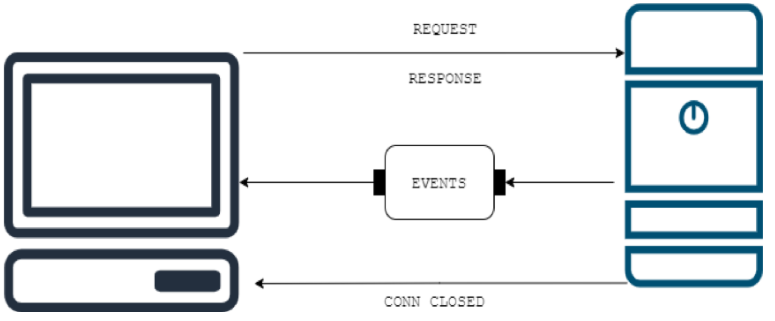 REQUEST
RESPONSE
EVENTS
CONN CLOSED